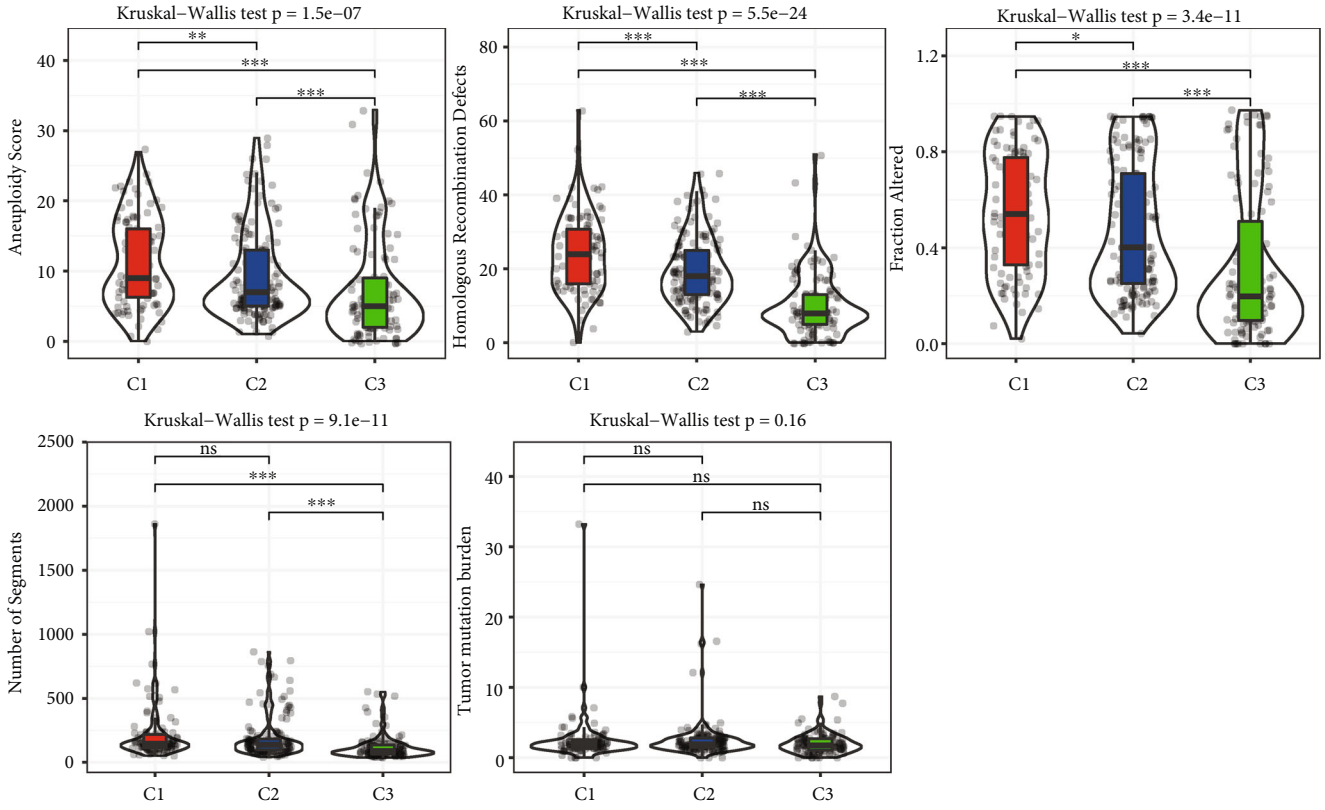 Kruskal−Wallis test p = 1.5e−07
Aneuploidy Score
40
30
20
10
0
**
***
***
C1 C2 C3
Kruskal−Wallis test p = 5.5e−24
Homologous Recombination Defects
80
60
40
20
0
***
***
***
C1 C2 C3
Kruskal−Wallis test p = 3.4e−11
Fraction Altered
1.2
0.8
0.4
0.0
*
***
***
C1 C2 C3
Kruskal−Wallis test p = 9.1e−11
Number of Segments
2500
2000
1500
1000
500
0
ns
***
***
C1 C2 C3
Kruskal−Wallis test p = 0.16
Tumor mutation burden
40
30
20
10
0
ns
ns
ns
C1 C2 C3